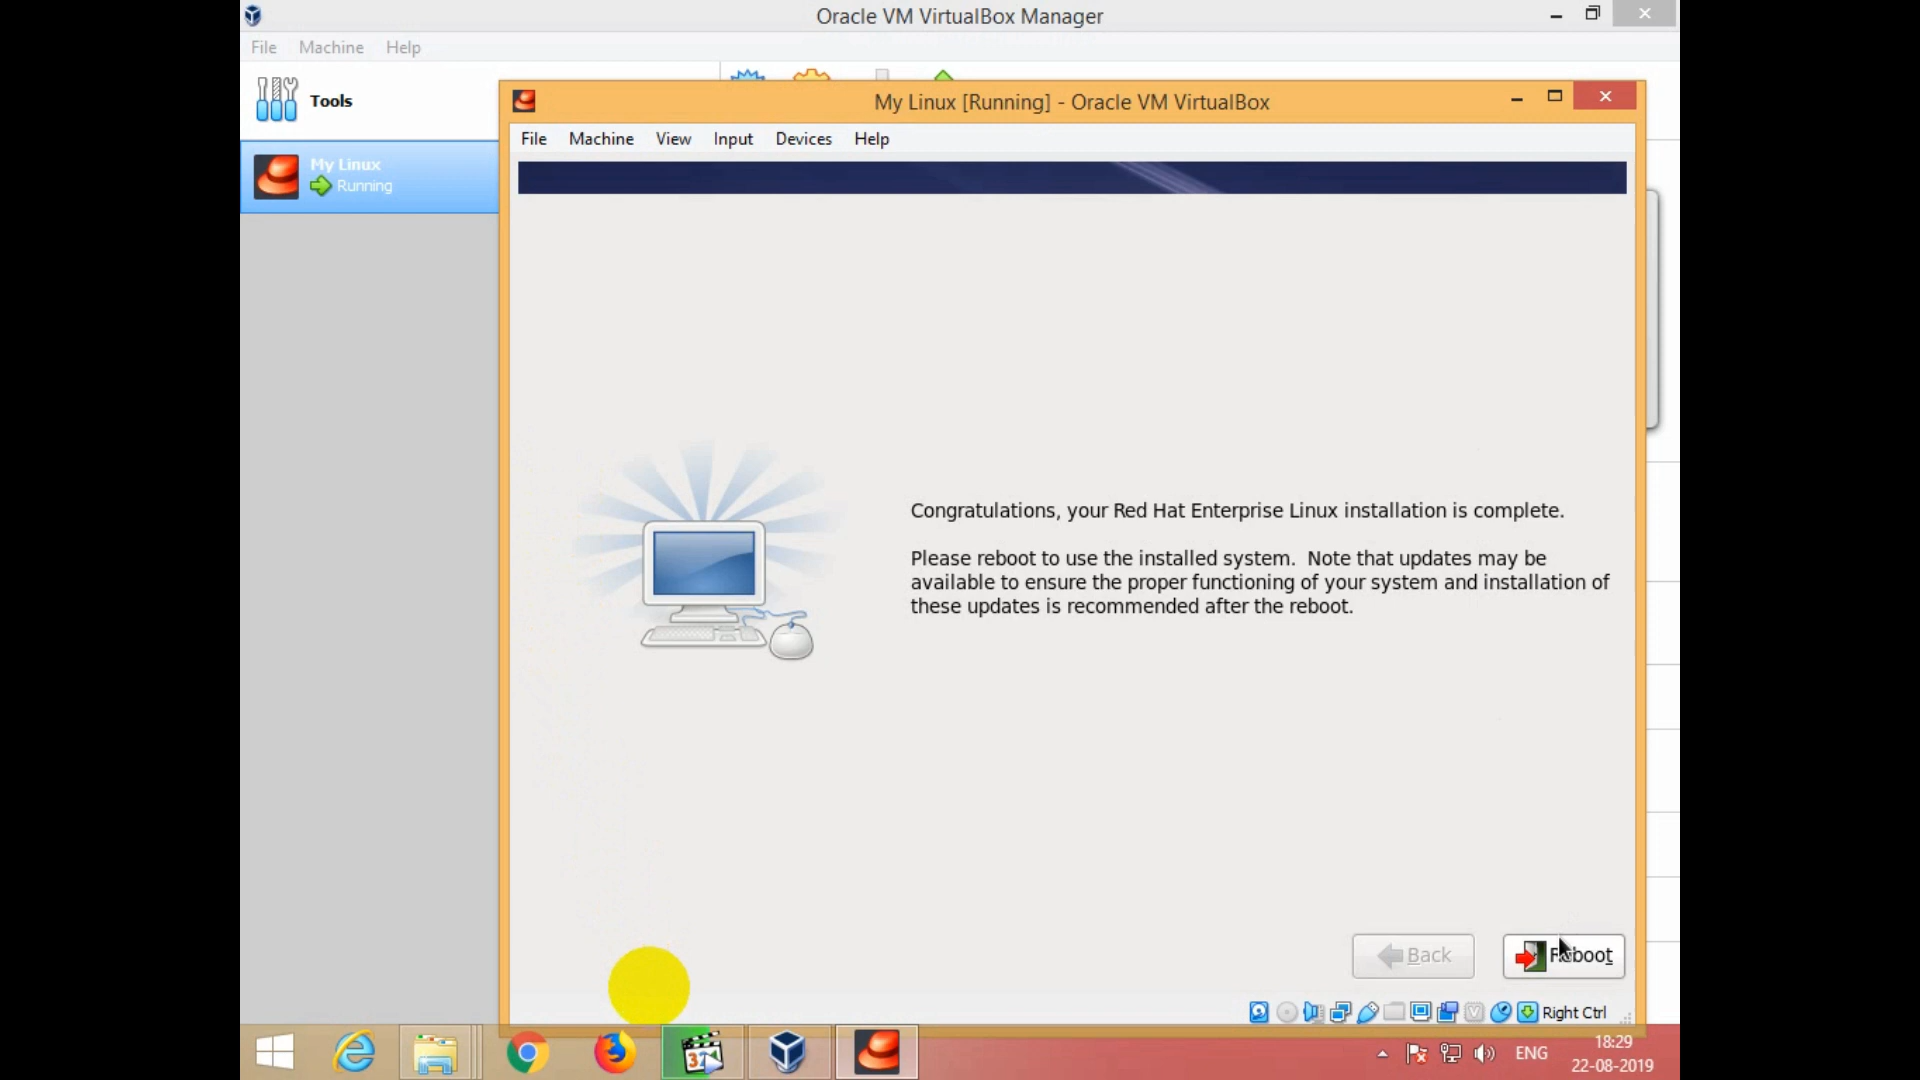 Oracle VM VirtualBox Manager
File Machine Help
Tools
My Linux [Running] - Oracle VM VirtualBox
File Machine View Input Devices Help
My Linux
Running
Congratulations, your Red Hat Enterprise Linux installation is complete.
Please reboot to use the installed system. Note that updates may be
available to ensure the proper functioning of your system and installation of
these updates is recommended after the reboot.
Back
Reboot
Right Ctrl
ENG
18:29
22-08-2019